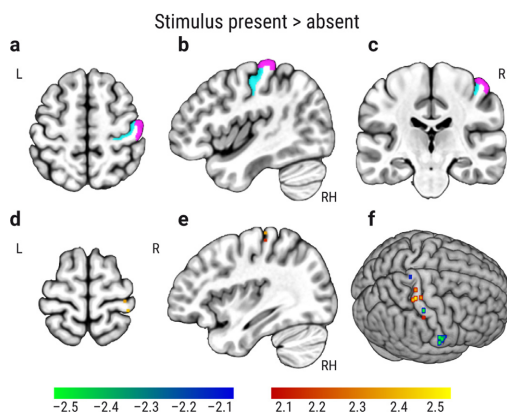 Stimulus present > absent
a b c
L R
RH
d e f
L R
RH
−2.5 −2.4 −2.3 −2.2 −2.1 2.1 2.2 2.3 2.4 2.5